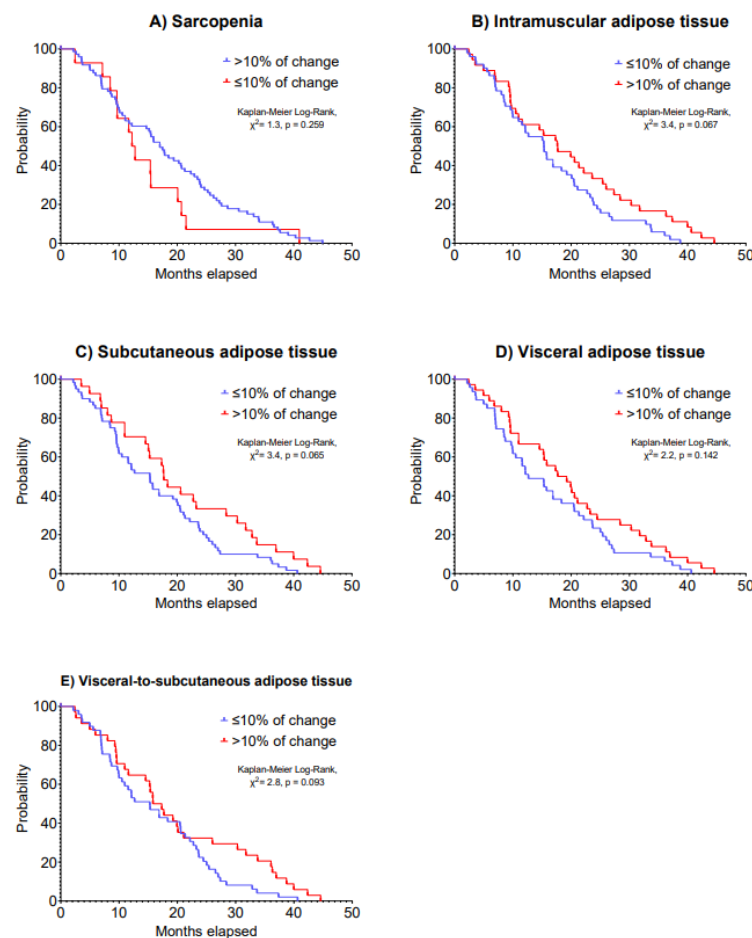 A) Sarcopenia
100
80
60
40
20
0
Probability
>10% of change
≤10% of change
Kaplan-Meier Log-Rank,
χ²= 1.3, p = 0.259
0 10 20 30 40 50
Months elapsed
B) Intramuscular adipose tissue
100
80
60
40
20
0
Probability
≤10% of change
>10% of change
Kaplan-Meier Log-Rank,
χ²= 3.4, p = 0.067
0 10 20 30 40 50
Months elapsed
C) Subcutaneous adipose tissue
100
80
60
40
20
0
Probability
≤10% of change
>10% of change
Kaplan-Meier Log-Rank,
χ²= 3.4, p = 0.065
0 10 20 30 40 50
Months elapsed
D) Visceral adipose tissue
100
80
60
40
20
0
Probability
≤10% of change
>10% of change
Kaplan-Meier Log-Rank,
χ²= 2.2, p = 0.142
0 10 20 30 40 50
Months elapsed
E) Visceral-to-subcutaneous adipose tissue
100
80
60
40
20
0
Probability
≤10% of change
>10% of change
Kaplan-Meier Log-Rank,
χ²= 2.8, p = 0.093
0 10 20 30 40 50
Months elapsed